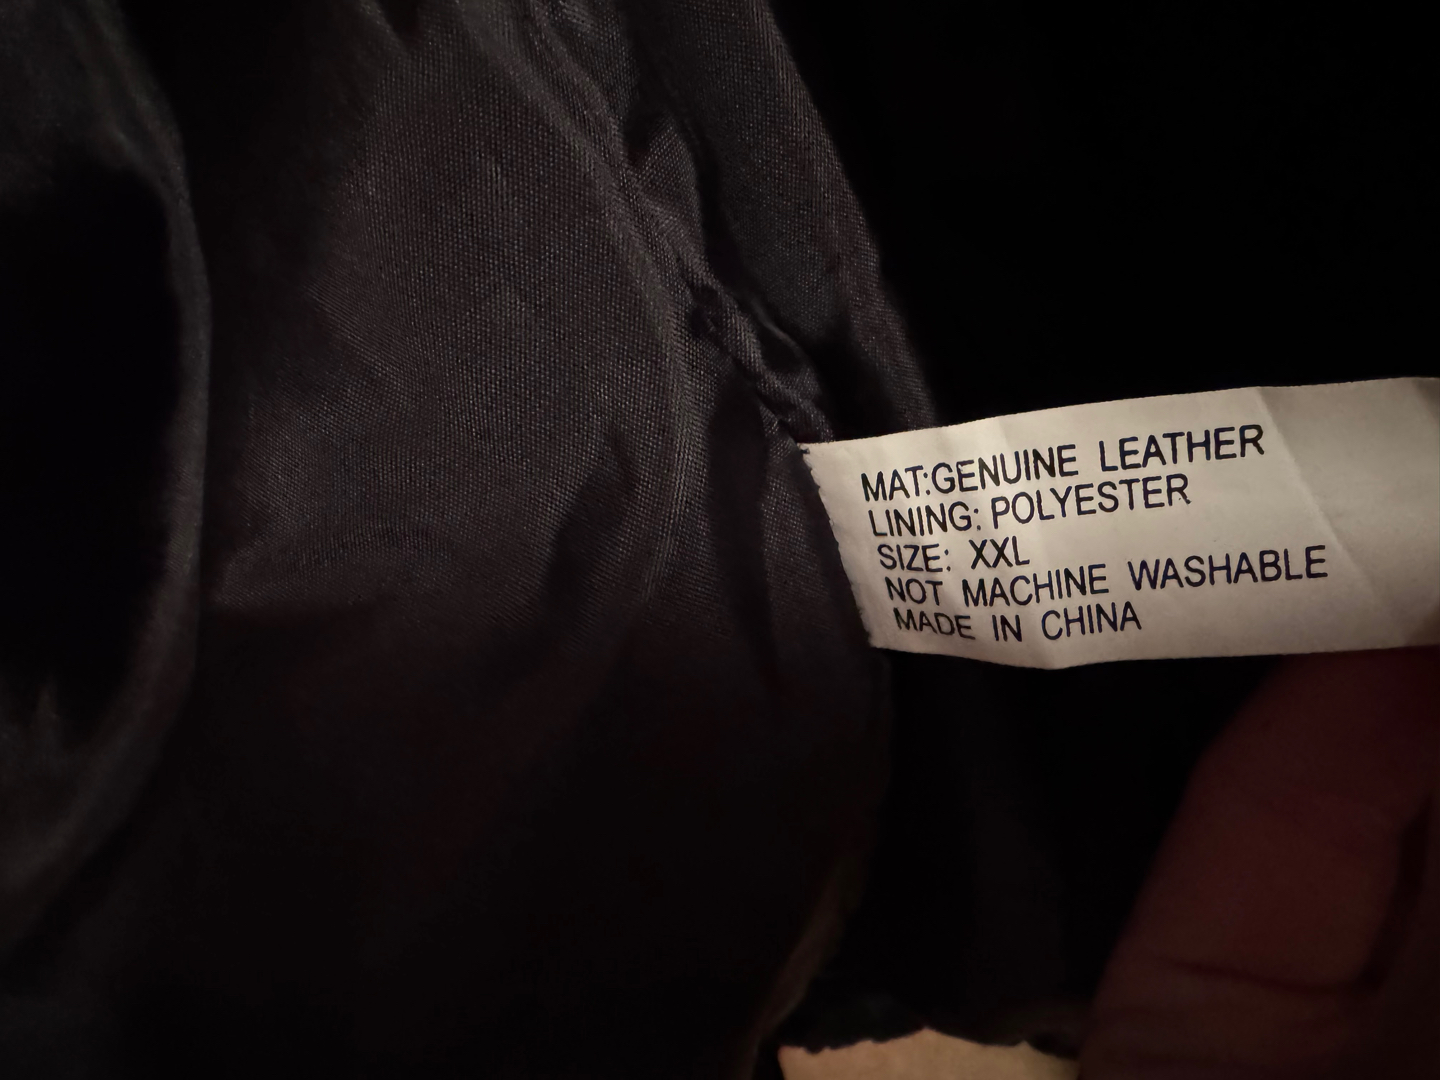 MAT:GENUINE LEATHER
LINING: POLYESTER
SIZE: XXL
NOT MACHINE WASHABLE
MADE IN CHINA